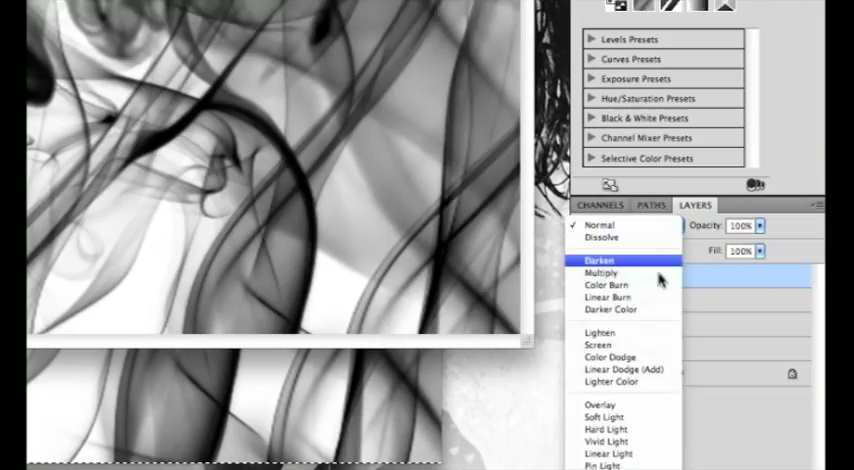 Levels Presets
Curves Presets
Exposure Presets
Hue/Saturation Presets
Black & White Presets
Channel Mixer Presets
Selective Color Presets
CHANNELS PATHS LAYERS
✓ Normal Opacity: 100%
Dissolve
Fill: 100%
Darken
Multiply
Color Burn
Linear Burn
Darker Color
Lighten
Screen
Color Dodge
Linear Dodge (Add)
Lighter Color
Overlay
Soft Light
Hard Light
Vivid Light
Linear Light
Pin Light